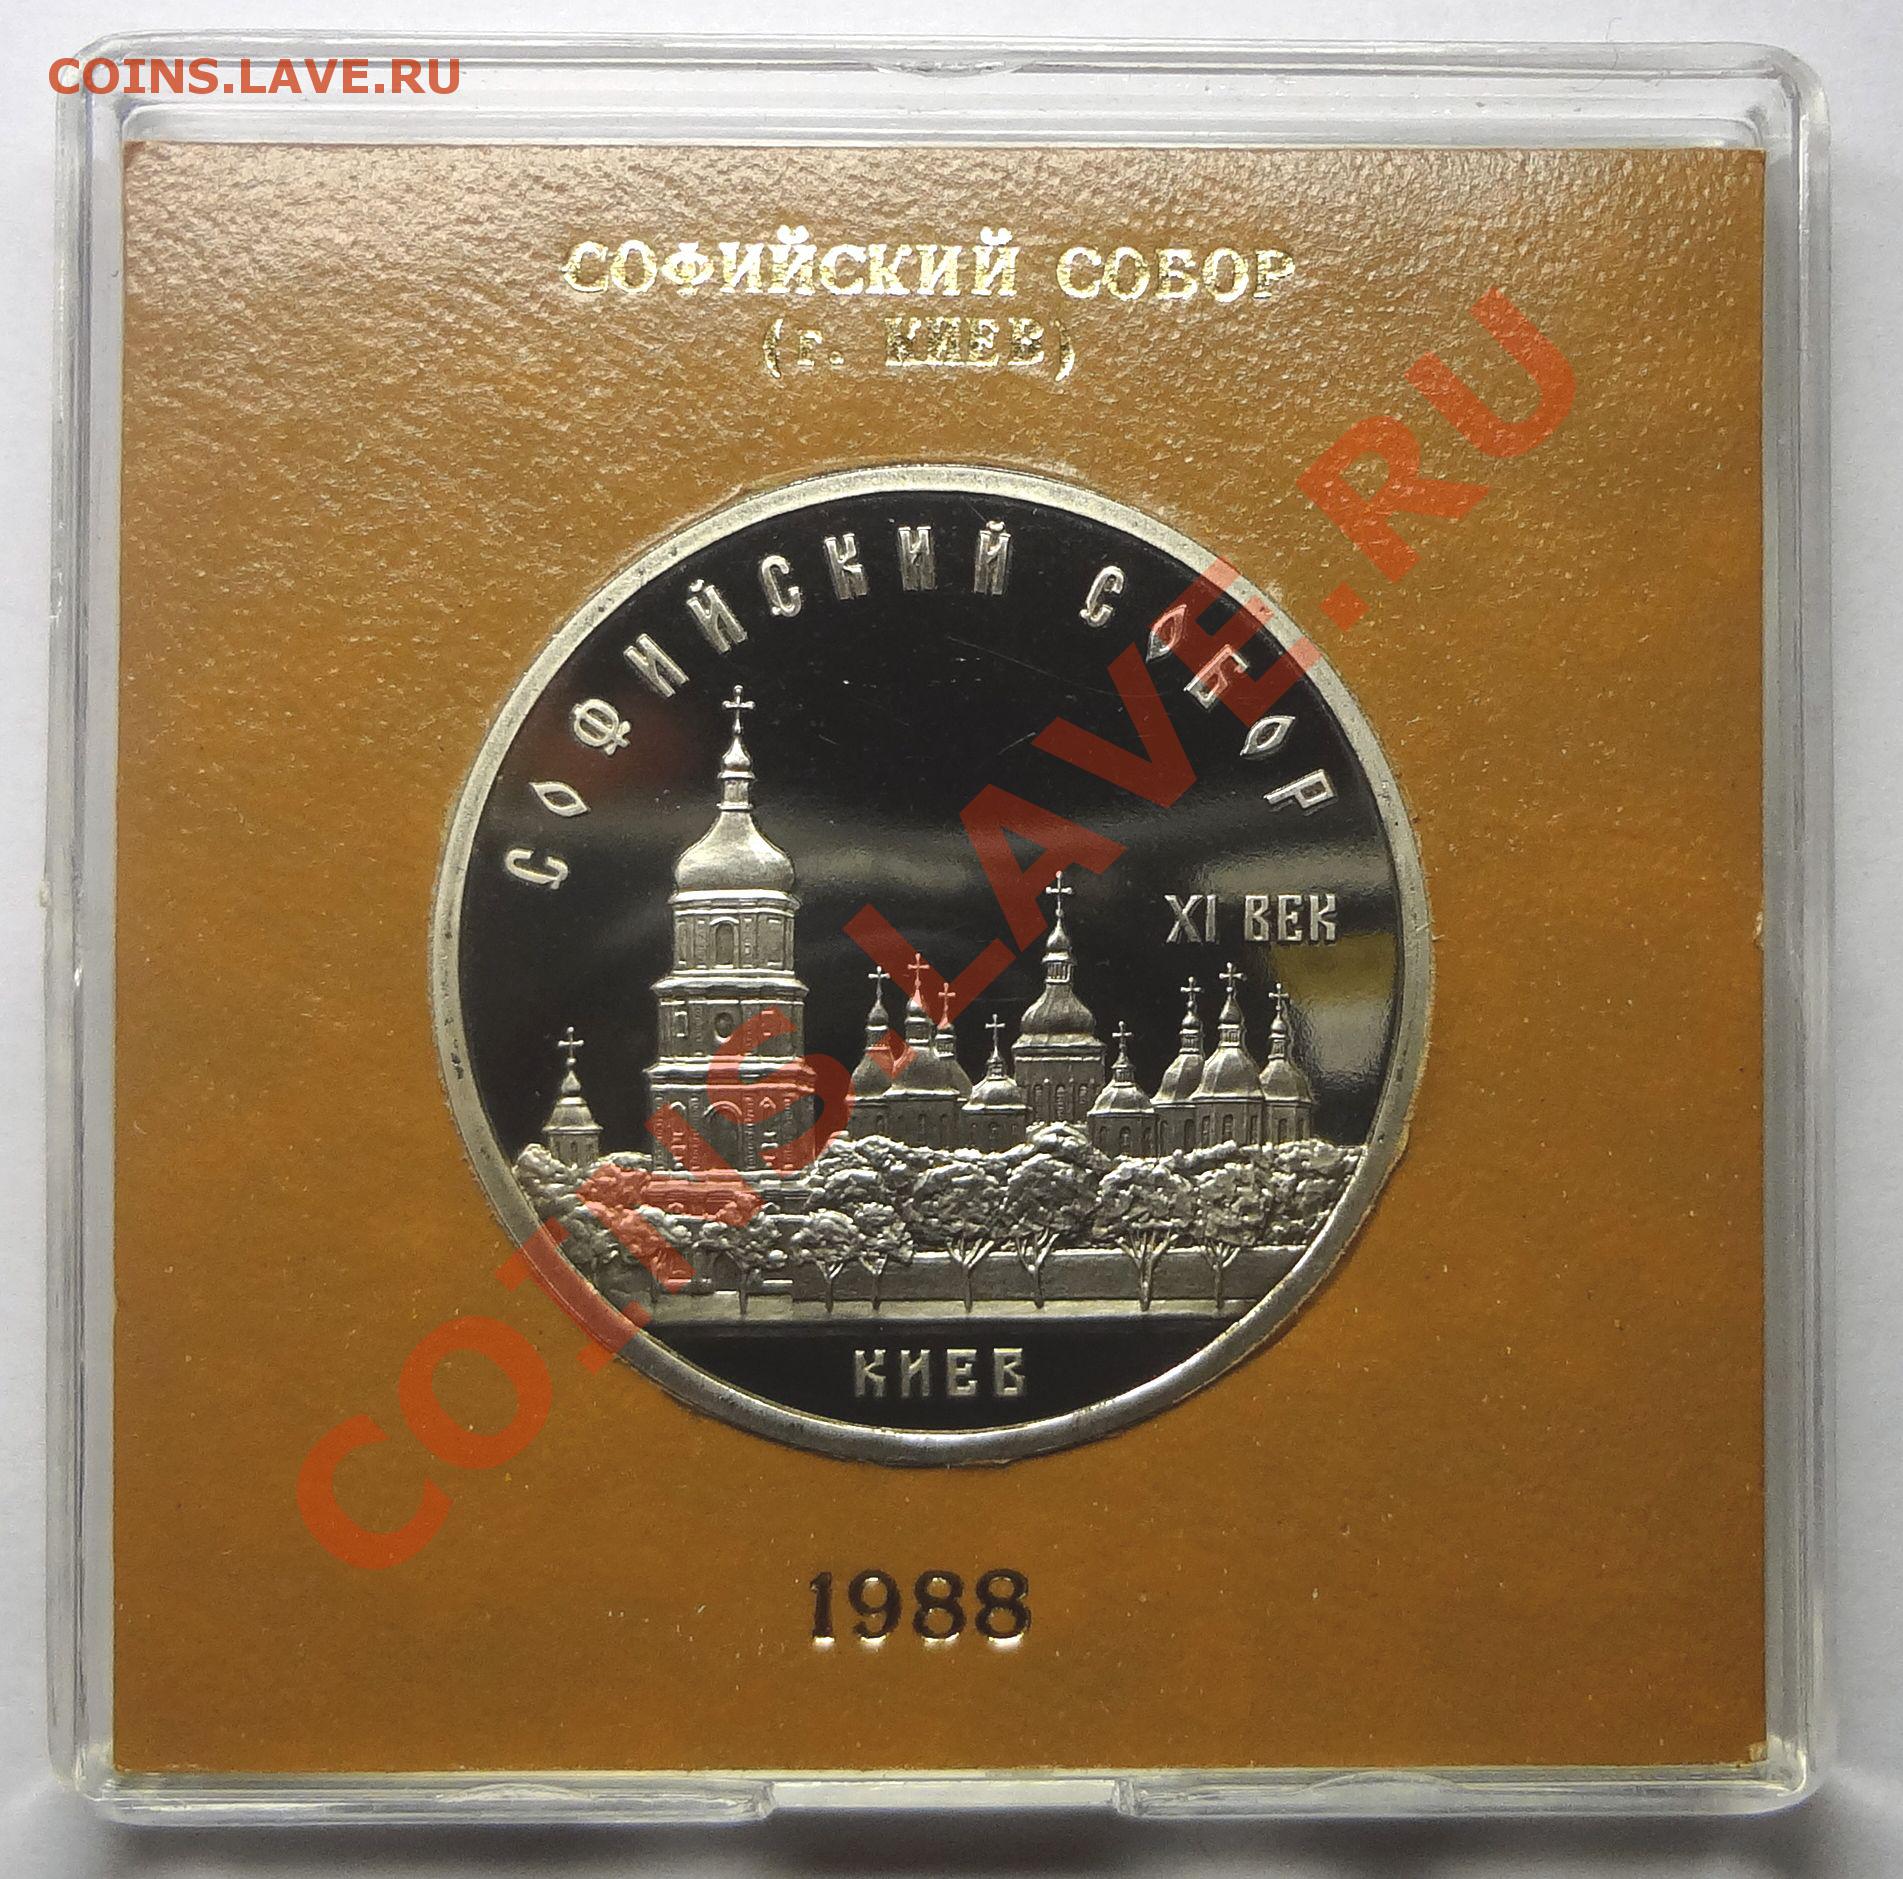 COINS.LAVE.RU
СОФИЙСКИЙ СОБОР
(г. КИЕВ)
СОФИЙСКИЙ СОБОР
XI ВЕК
КИЕВ
1988
COINS.LAVE.RU